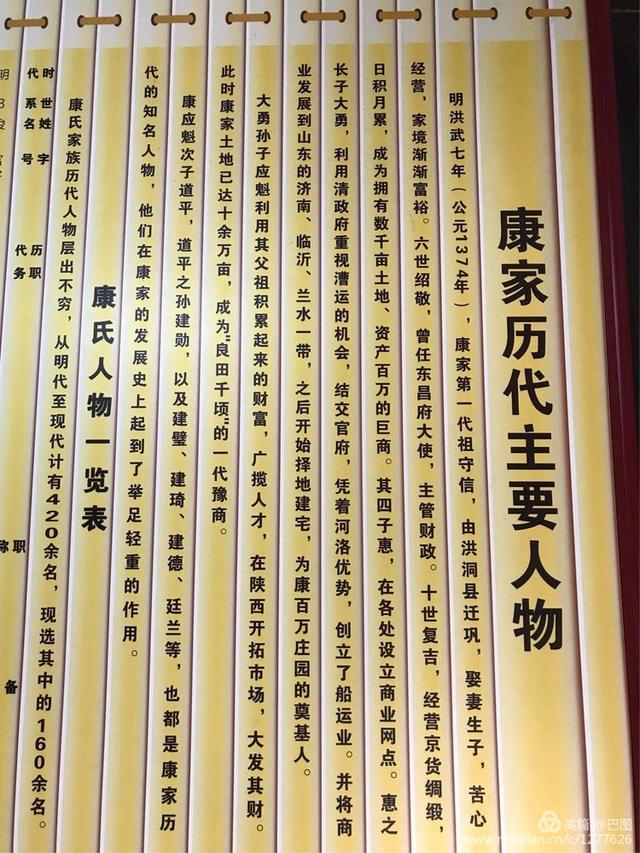 康家历代主要人物
明洪武七年（公元1374年），康家第一代祖守信，由洪洞县迁巩，娶妻生子，苦心
经营，家境渐渐富裕。六世绍敬，曾任东昌府大使，主管财政。十世复吉，经营京货绸缎，
日积月累，成为拥有数千亩土地、资产百万的巨商。其四子惠，在各处设立商业网点。惠之
长子大勇，利用清政府重视漕运的机会，结交官府，凭着河洛优势，创立了船运业。并将商
业发展到山东的济南、临沂、兰水一带，之后开始择地建宅，为康百万庄园的奠基人。
大勇孙子应魁利用其父祖积累起来的财富，广揽人才，在陕西开拓市场，大发其财。
此时康家土地已达十余万亩，成为"良田千顷"的一代豫商。
康应魁次子道平，道平之孙建勋，以及建璧、建琦、建德、廷兰等，也都是康家历
代的知名人物，他们在康家的发展史上起到了举足轻重的作用。
康氏人物一览表
康氏家族历代人物层出不穷，从明代至现代计有420余名，现选其中的160余名。
时世姓字 历职 职 备
代系名号 代务 称
明 3
美篇 @巴图
www.meipian.cn/c/1277626